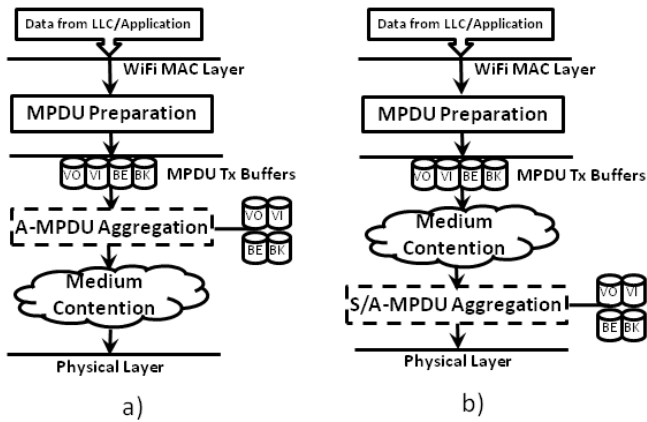 Data from LLC/Application
WiFi MAC Layer
MPDU Preparation
VO VI BE BK
MPDU Tx Buffers
A-MPDU Aggregation
VO VI
BE BK
Medium
Contention
Physical Layer
a)
Data from LLC/Application
WiFi MAC Layer
MPDU Preparation
VO VI BE BK
MPDU Tx Buffers
Medium
Contention
S/A-MPDU Aggregation
VO VI
BE BK
Physical Layer
b)